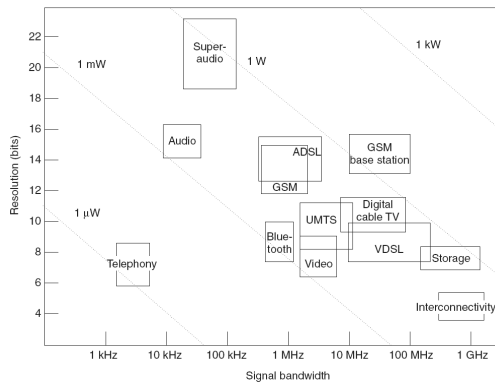 22
20
18
16
14
12
10
8
6
4
Resolution (bits)
1 mW
1 W
1 kW
1 µW
Super-
audio
Audio
ADSL
GSM
GSM
base station
UMTS
Digital
cable TV
Blue-
tooth
Video
VDSL
Storage
Telephony
Interconnectivity
1 kHz
10 kHz
100 kHz
1 MHz
10 MHz
100 MHz
1 GHz
Signal bandwidth